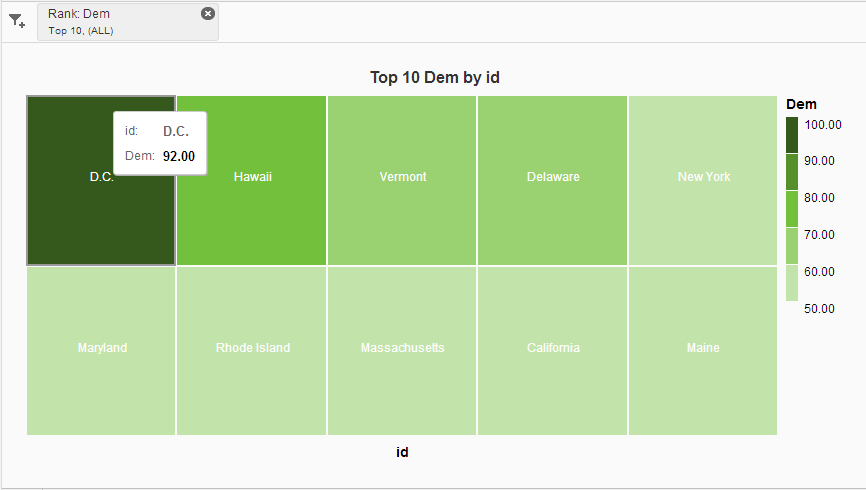 Rank: Dem
Top 10, (ALL)
Top 10 Dem by id
id: D.C.
Dem: 92.00
D.C.
Hawaii
Vermont
Delaware
New York
Maryland
Rhode Island
Massachusetts
California
Maine
id
Dem
100.00
90.00
80.00
70.00
60.00
50.00